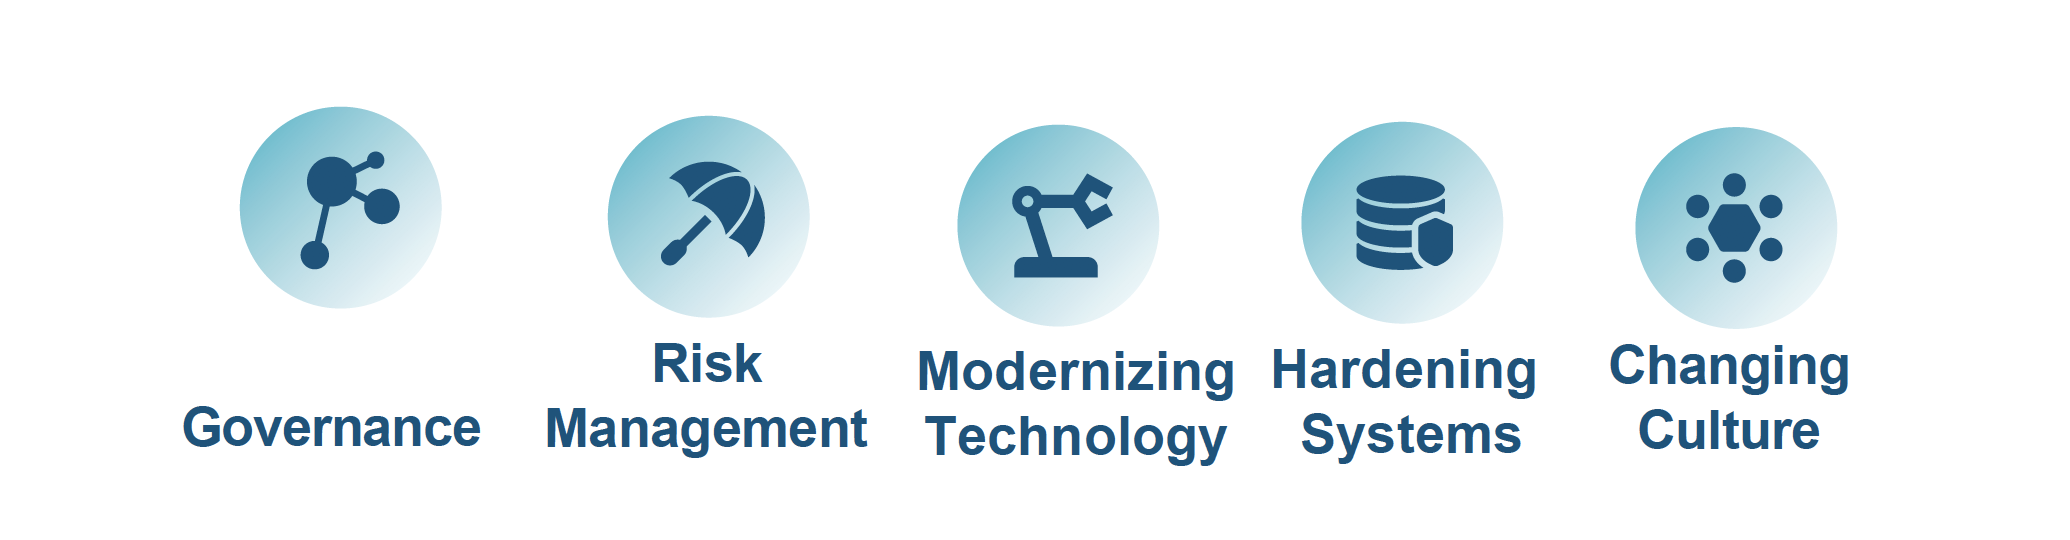 Governance
Risk
Management
Modernizing
Technology
Hardening
Systems
Changing
Culture